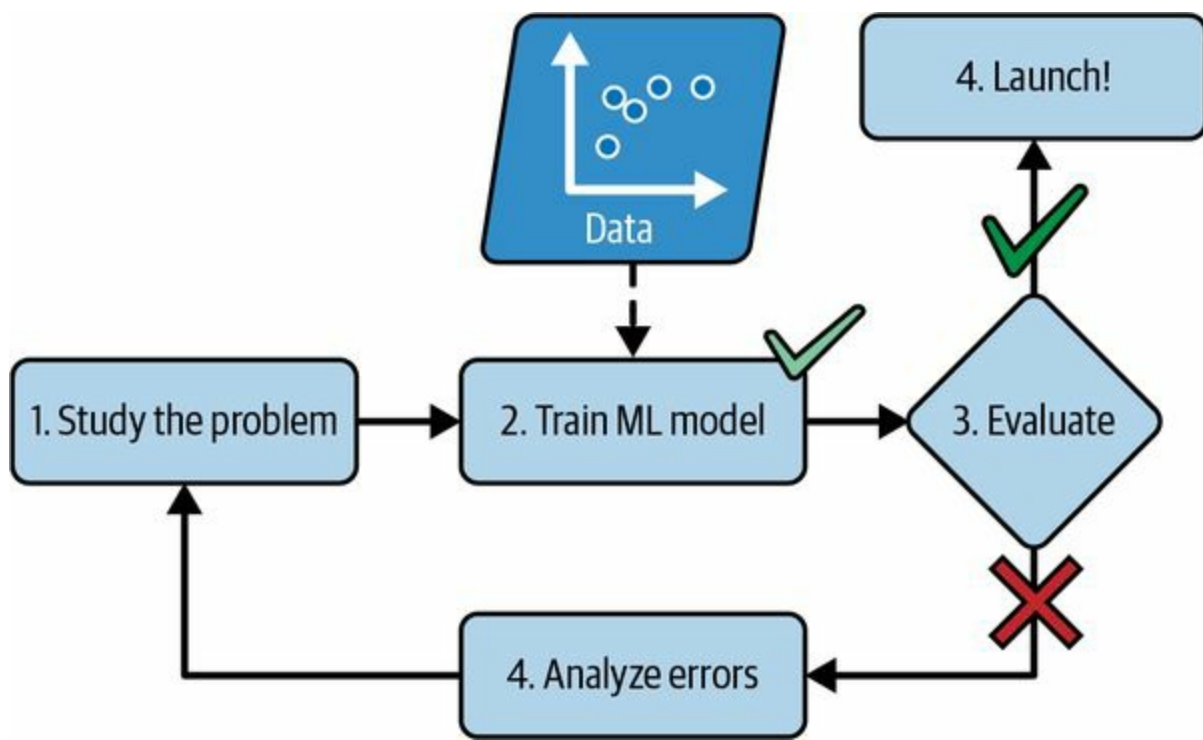 4. Launch!
Data
1. Study the problem
2. Train ML model
3. Evaluate
4. Analyze errors